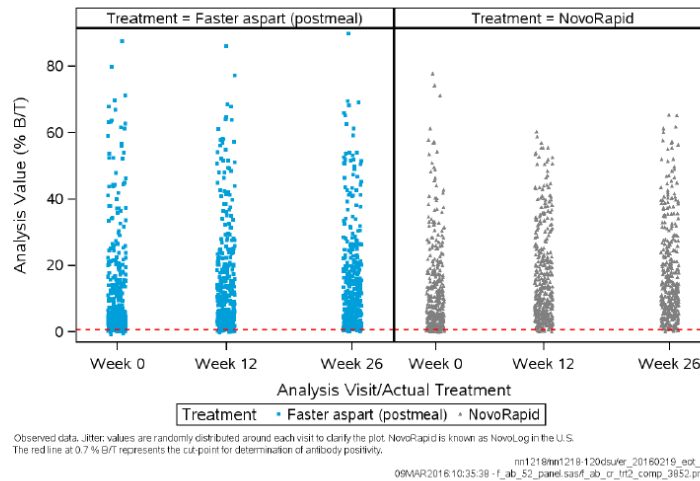 Treatment = Faster aspart (postmeal) Treatment = NovoRapid
Analysis Value (% B/T)
80
60
40
20
0
Week 0 Week 12 Week 26 Week 0 Week 12 Week 26
Analysis Visit/Actual Treatment
Treatment Faster aspart (postmeal) NovoRapid
Observed data. Jitter: values are randomly distributed around each visit to clarify the plot. NovoRapid is known as NovoLog in the U.S.
The red line at 0.7 % B/T represents the cut-point for determination of antibody positivity.
nn1218/nn1218-120dsu/er_20160219_eot
09MAR2016:10:35:38 - f_ab_52_panel.sas/f_ab_cr_trt2_comp_3852.pn